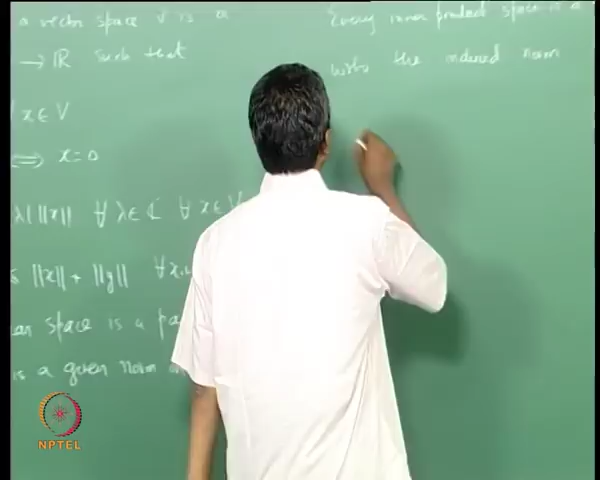 a vector space V is a
→ ℝ such that
x ∈ V
⟺ x = 0
λ| ||x|| ∀ λ ∈ ℂ ∀ x ∈ V
||x|| + ||y|| ∀ x,
space is a pa
is a given norm
Every inner product space is a
with the induced norm
NPTEL